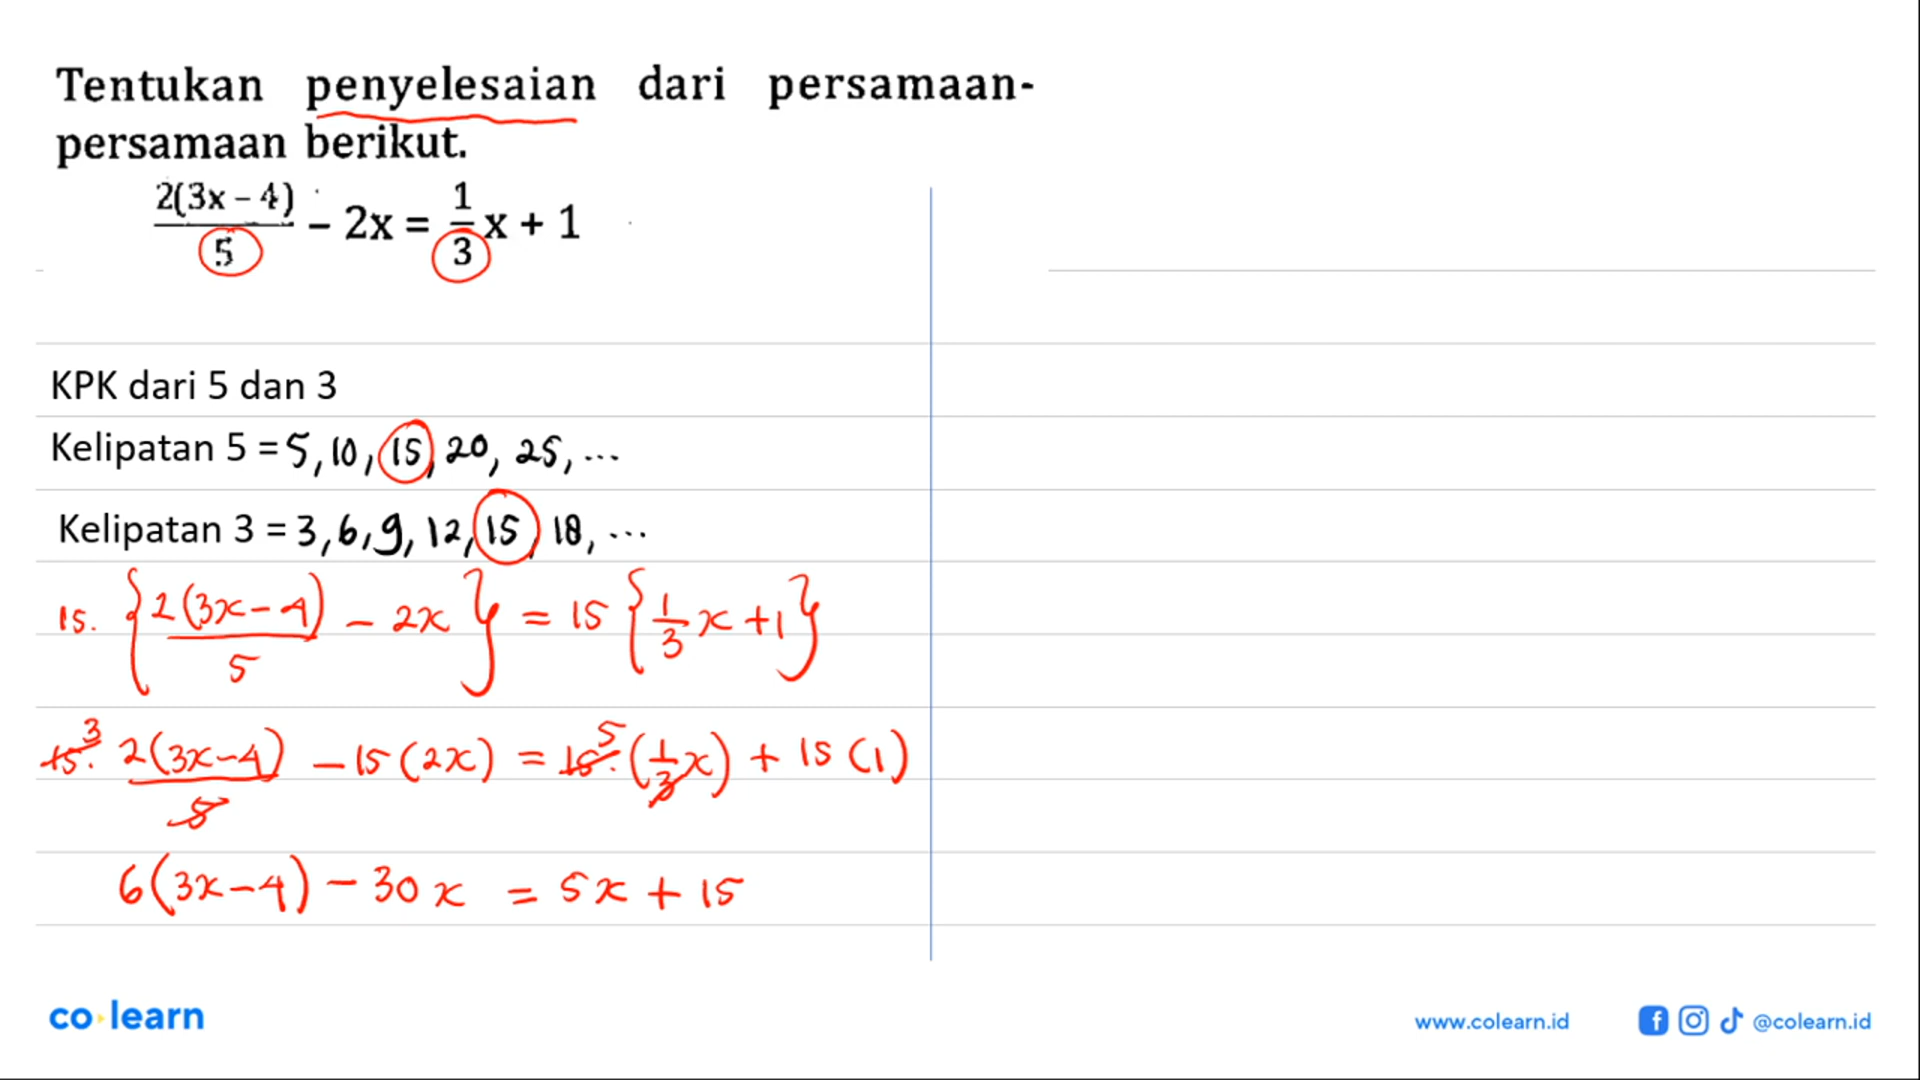 Tentukan penyelesaian dari persamaan-
persamaan berikut.
2(3x - 4)/5 - 2x = 1/3 x + 1
KPK dari 5 dan 3
Kelipatan 5 = 5, 10, 15, 20, 25, ...
Kelipatan 3 = 3, 6, 9, 12, 15, 18, ...
15. {2(3x-4)/5 - 2x} = 15 {1/3 x + 1}
15.³ 2(3x-4)/5 - 15(2x) = 15.⁵ (1/3 x) + 15(1)
6(3x-4) - 30x = 5x + 15
co learn
www.colearn.id
@colearn.id